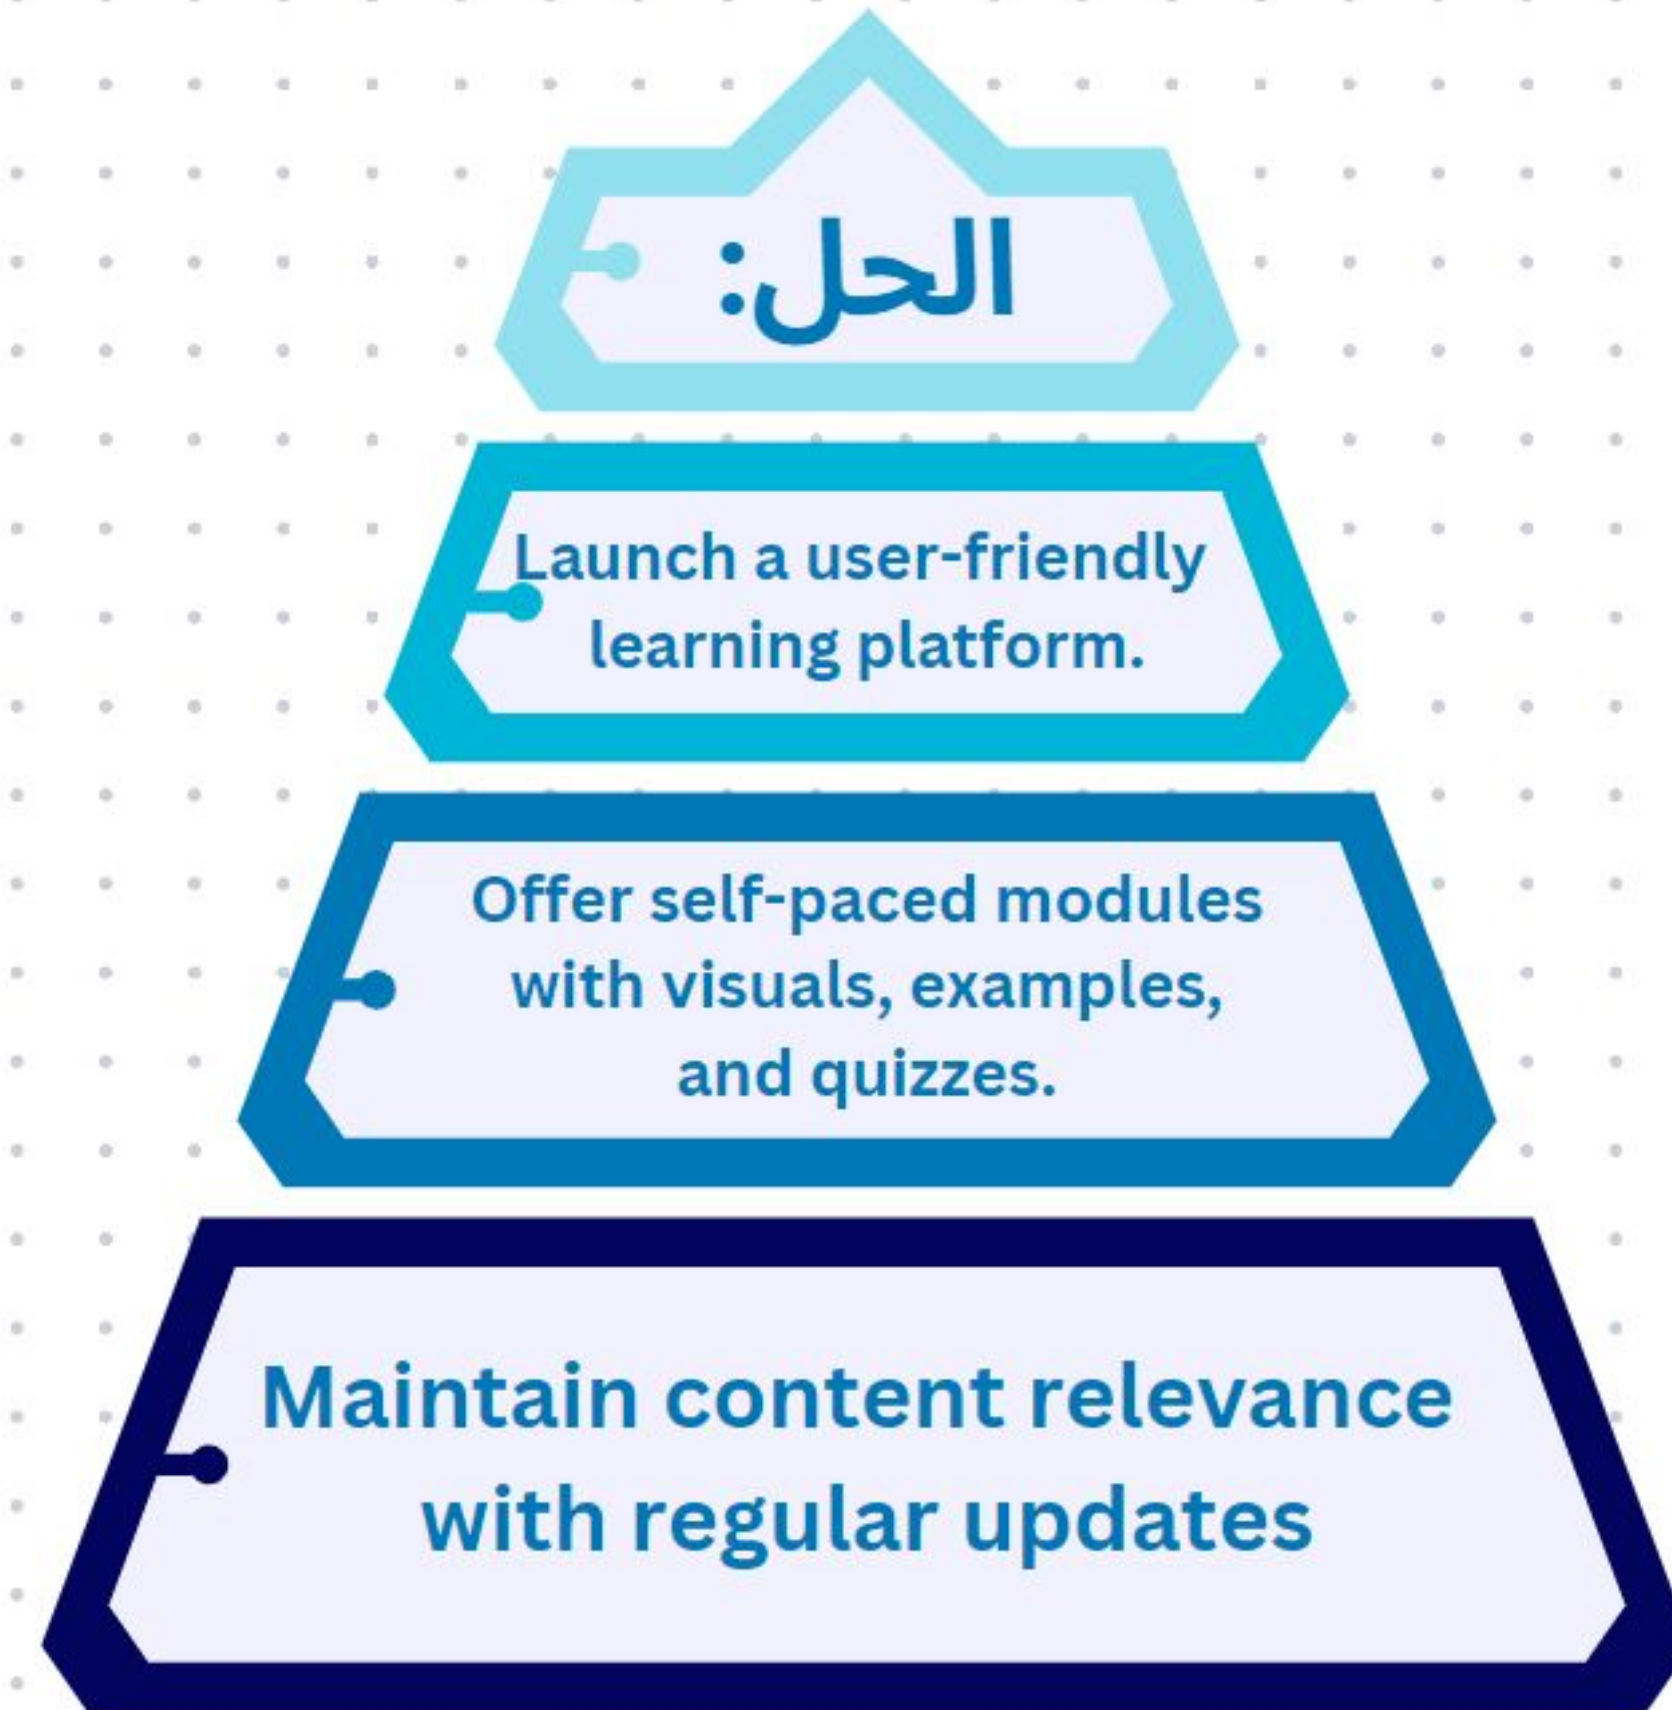 الحل:
Launch a user-friendly
learning platform.
Offer self-paced modules
with visuals, examples,
and quizzes.
Maintain content relevance
with regular updates